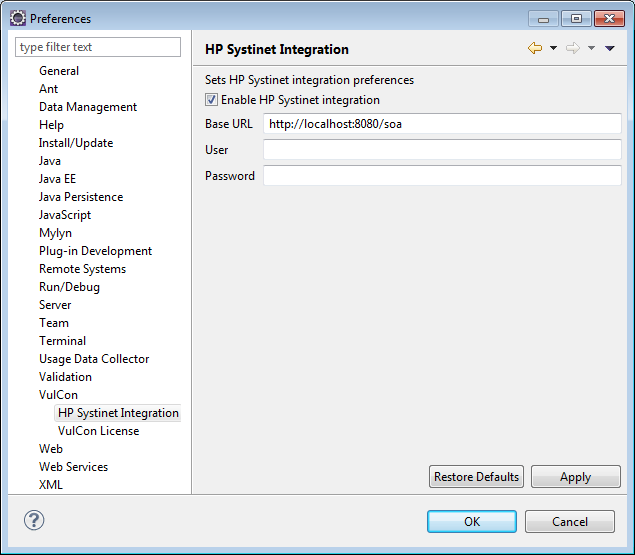 Preferences
type filter text
General
Ant
Data Management
Help
Install/Update
Java
Java EE
Java Persistence
JavaScript
Mylyn
Plug-in Development
Remote Systems
Run/Debug
Server
Team
Terminal
Usage Data Collector
Validation
VulCon
HP Systinet Integration
VulCon License
Web
Web Services
XML
HP Systinet Integration
Sets HP Systinet integration preferences
Enable HP Systinet integration
Base URL http://localhost:8080/soa
User
Password
Restore Defaults Apply
? OK Cancel